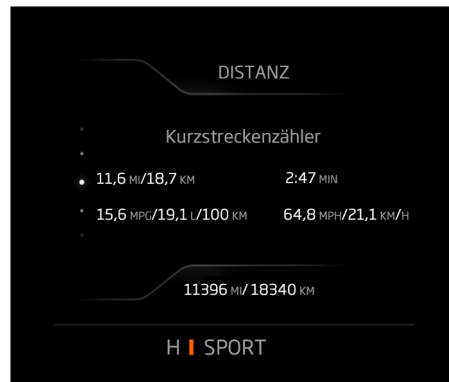 DISTANZ
Kurzstreckenzähler
11,6 MI/18,7 KM 2:47 MIN
15,6 MPG/19,1 L/100 KM 64,8 MPH/21,1 KM/H
11396 MI/ 18340 KM
H SPORT